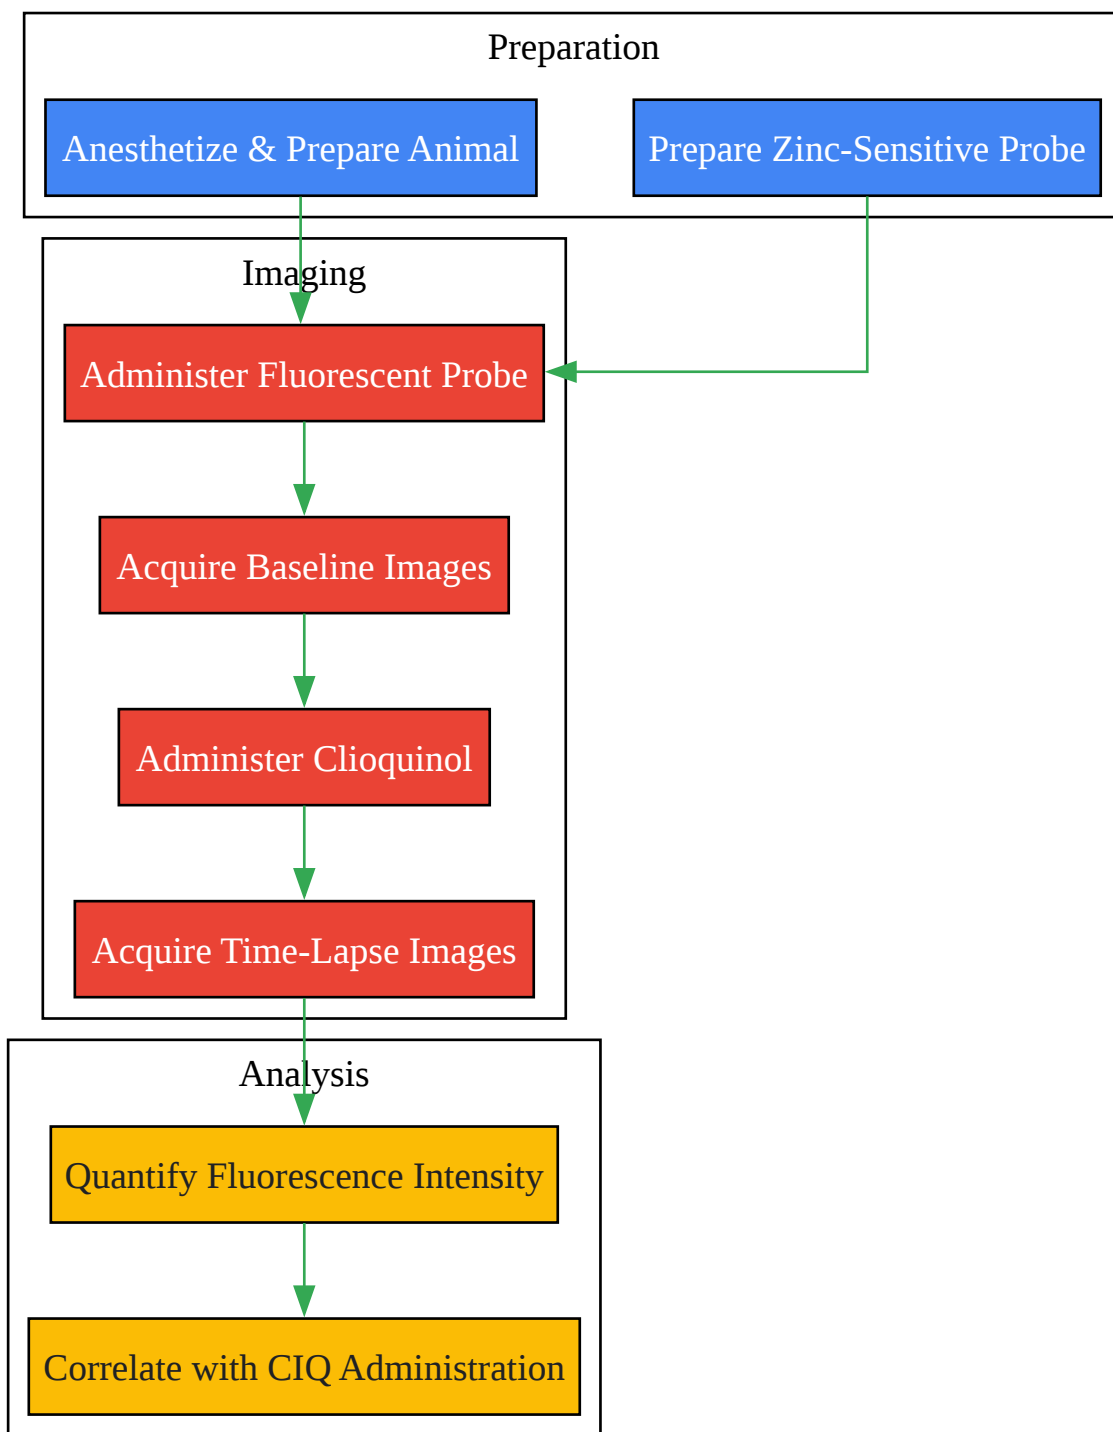 Preparation
Anesthetize & Prepare Animal
Prepare Zinc-Sensitive Probe
Imaging
Administer Fluorescent Probe
Acquire Baseline Images
Administer Clioquinol
Acquire Time-Lapse Images
Analysis
Quantify Fluorescence Intensity
Correlate with CIQ Administration